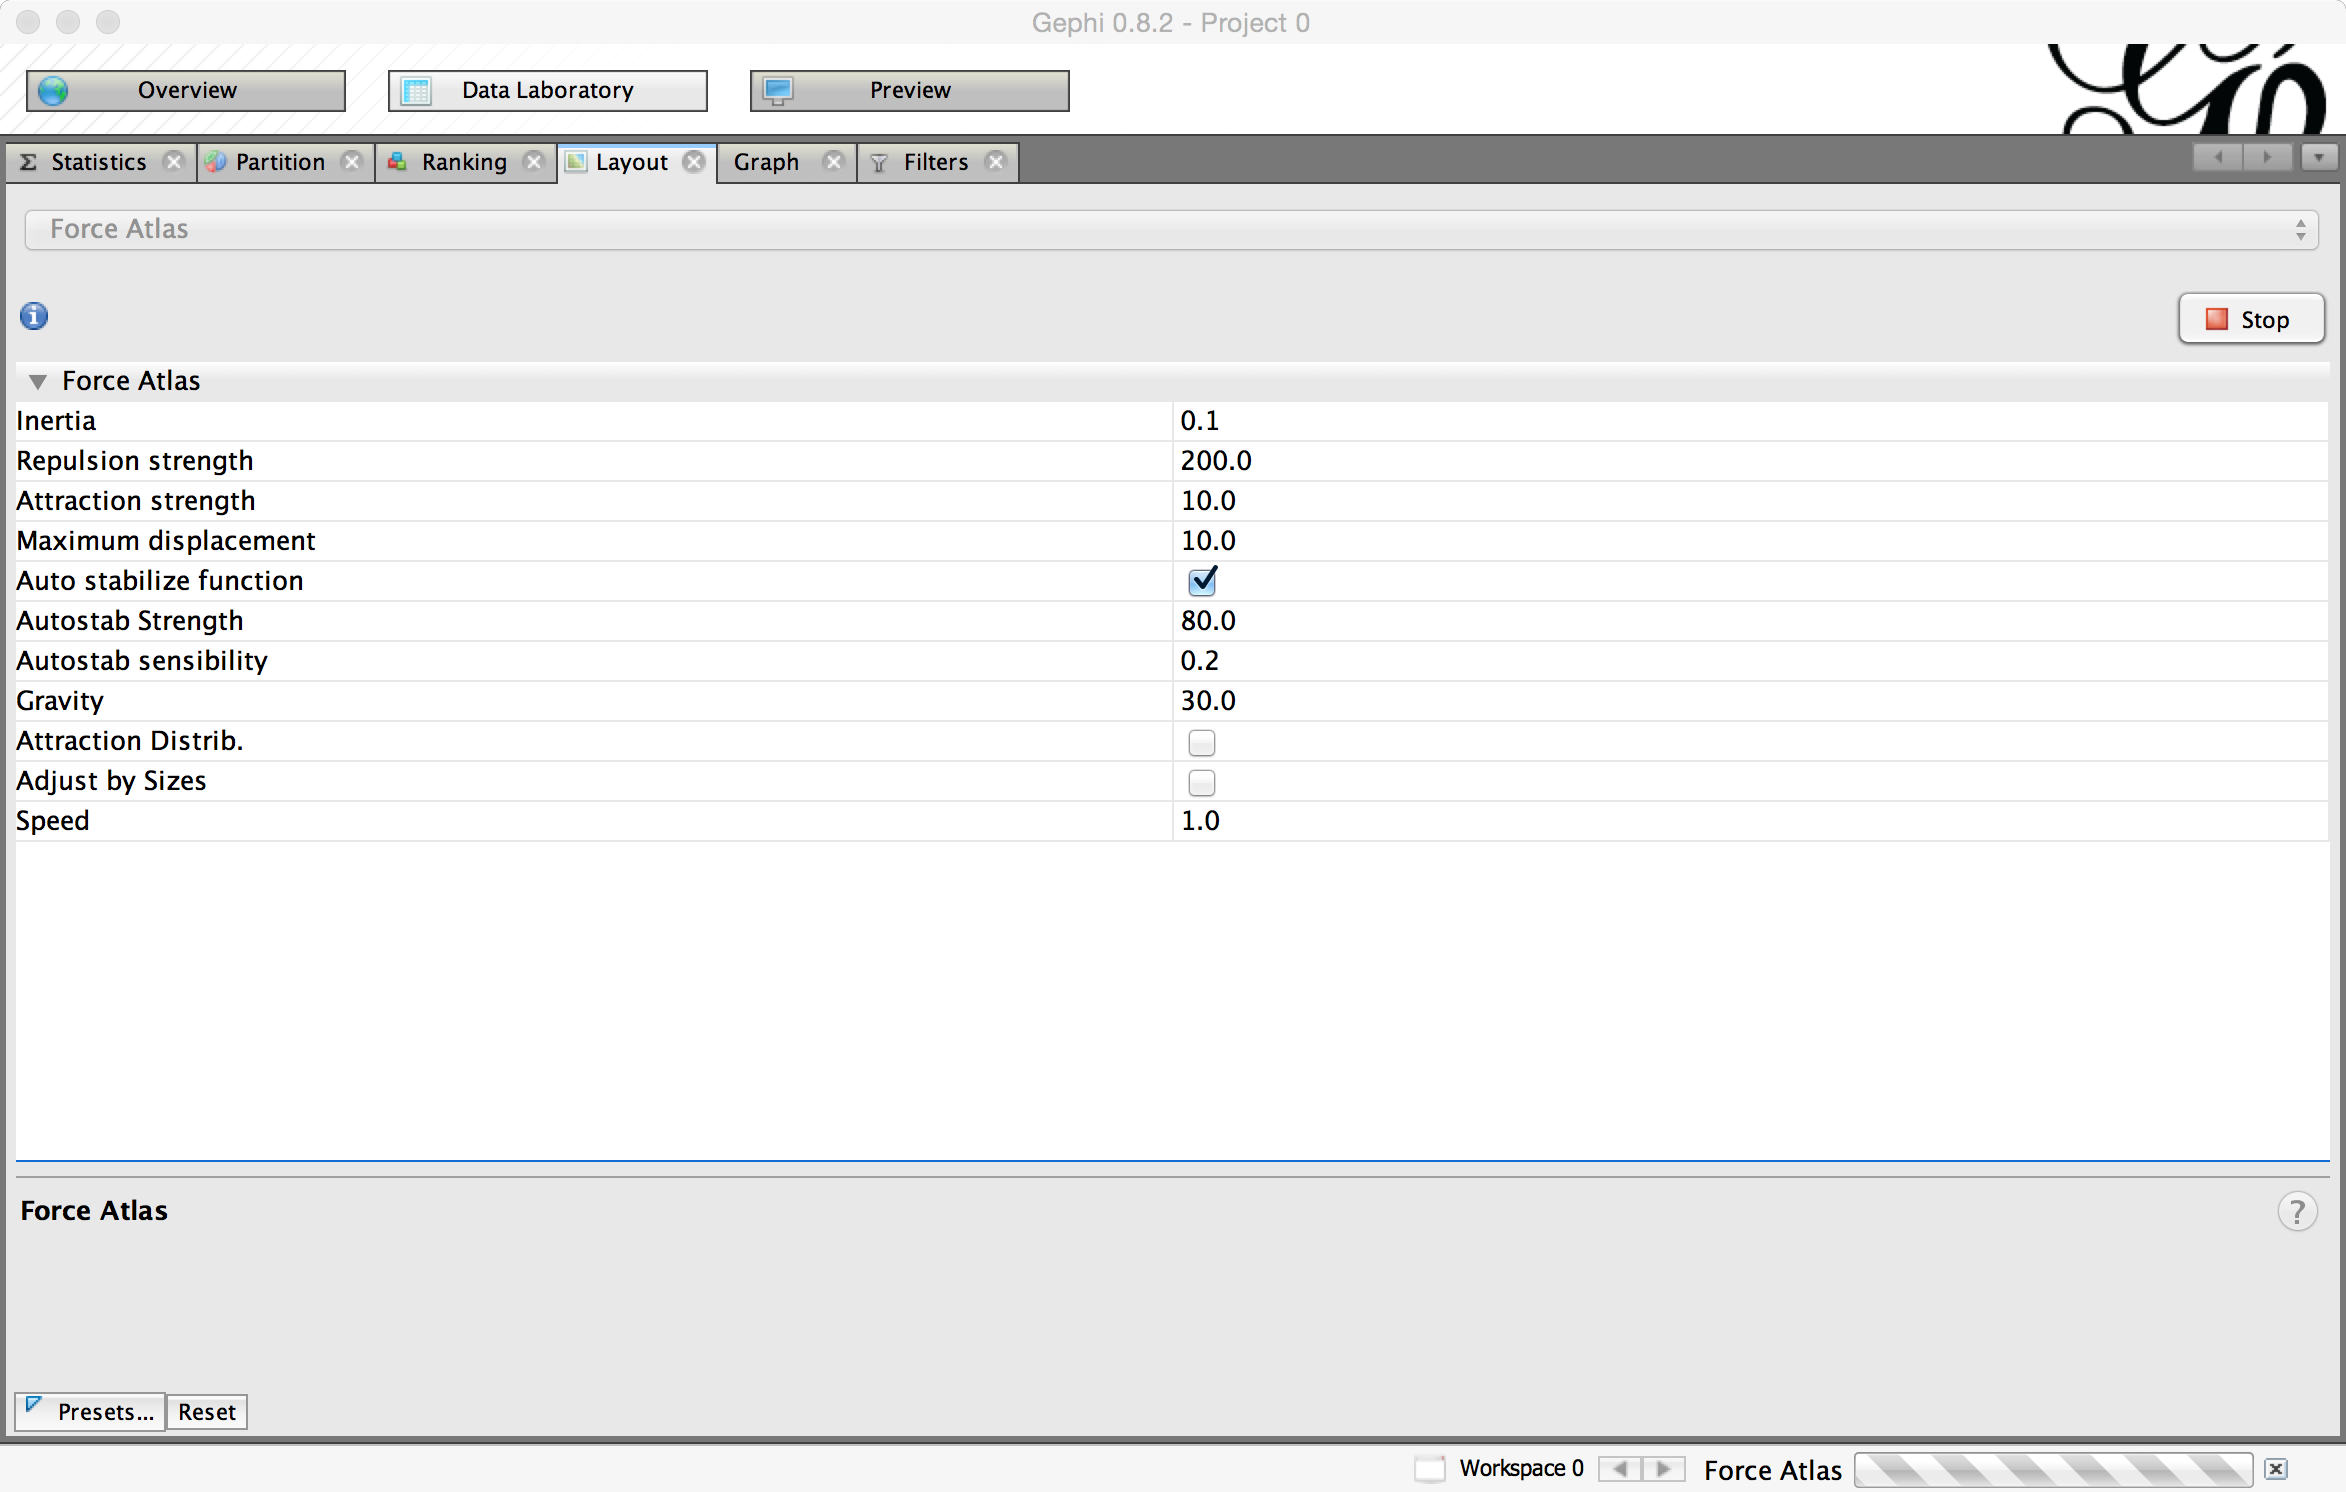 Gephi 0.8.2 - Project 0
Overview Data Laboratory Preview
Statistics Partition Ranking Layout Graph Filters
Force Atlas
Stop
Force Atlas
Inertia 0.1
Repulsion strength 200.0
Attraction strength 10.0
Maximum displacement 10.0
Auto stabilize function
Autostab Strength 80.0
Autostab sensibility 0.2
Gravity 30.0
Attraction Distrib.
Adjust by Sizes
Speed 1.0
Force Atlas
?
Presets... Reset
Workspace 0 Force Atlas